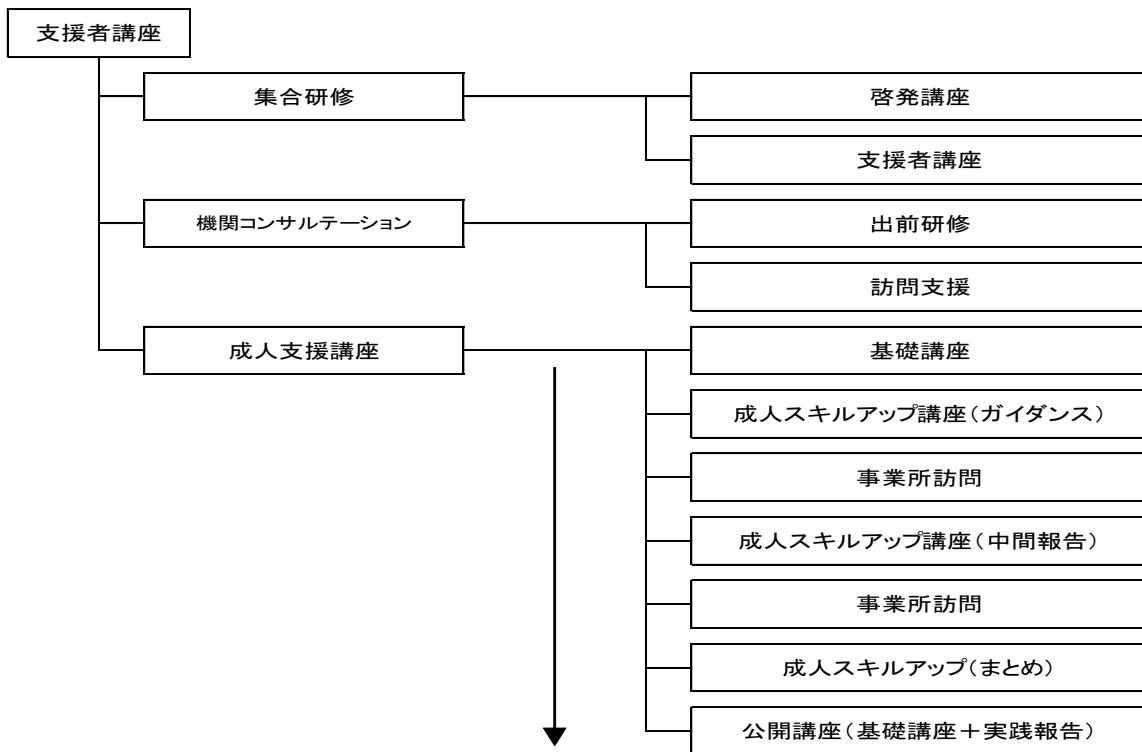 支援者講座
集合研修
啓発講座
支援者講座
機関コンサルテーション
出前研修
訪問支援
成人支援講座
基礎講座
成人スキルアップ講座（ガイダンス）
事業所訪問
成人スキルアップ講座（中間報告）
事業所訪問
成人スキルアップ（まとめ）
公開講座（基礎講座＋実践報告）